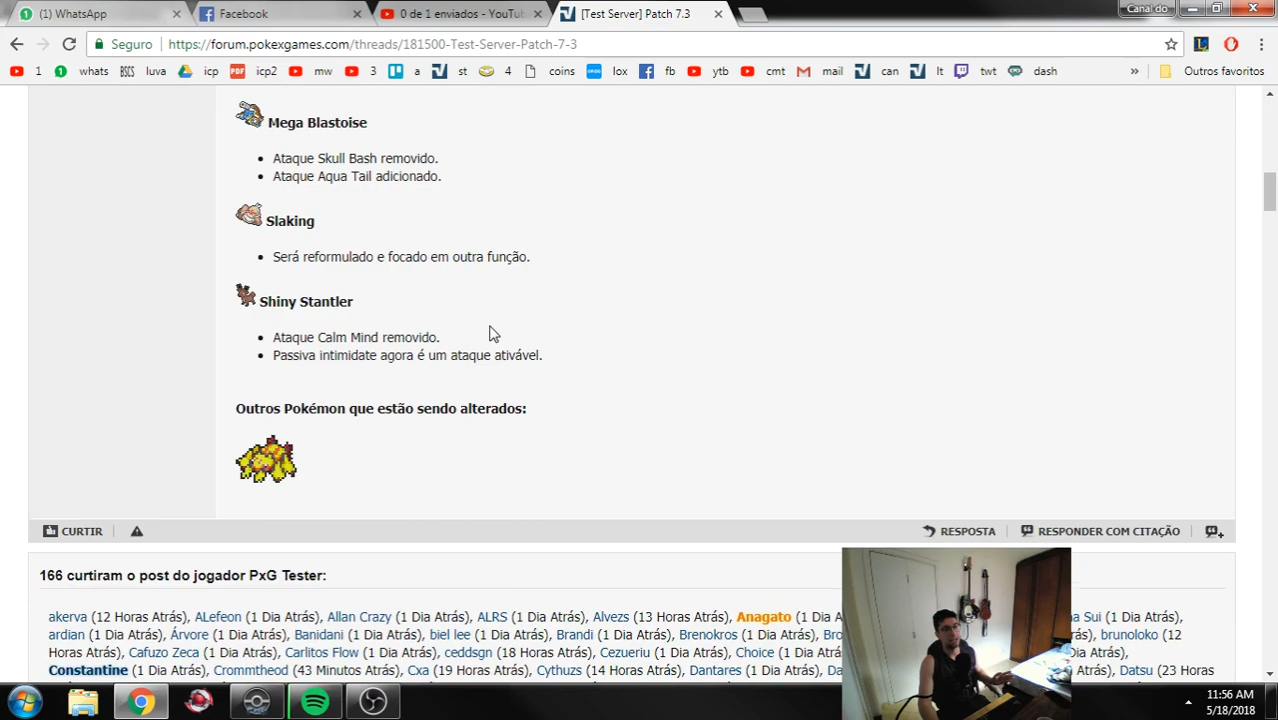 (1) WhatsApp
Facebook
0 de 1 enviados - YouTu
[Test Server] Patch 7.3
Canal do
Seguro
https://forum.pokexgames.com/threads/181500-Test-Server-Patch-7-3
1 whats luva icp icp2 mw 3 a st 4 coins lox fb ytb cmt mail can lt twt dash » Outros favoritos
Mega Blastoise
Ataque Skull Bash removido.
Ataque Aqua Tail adicionado.
Slaking
Será reformulado e focado em outra função.
Shiny Stantler
Ataque Calm Mind removido.
Passiva intimidate agora é um ataque ativável.
Outros Pokémon que estão sendo alterados:
CURTIR
RESPOSTA
RESPONDER COM CITAÇÃO
166 curtiram o post do jogador PxG Tester:
akerva (12 Horas Atrás), ALefeon (1 Dia Atrás), Allan Crazy (1 Dia Atrás), ALRS (1 Dia Atrás), Alvezs (13 Horas Atrás), Anagato (1 Dia A
Sui (1 Dia Atrás),
ardian (1 Dia Atrás), Árvore (1 Dia Atrás), Banidani (1 Dia Atrás), biel lee (1 Dia Atrás), Brandi (1 Dia Atrás), Brenokros (1 Dia Atrás), Bro
brunoloko (12
Horas Atrás), Cafuzo Zeca (1 Dia Atrás), Carlitos Flow (1 Dia Atrás), ceddsgn (18 Horas Atrás), Cezueriu (1 Dia Atrás), Choice (1 Dia Atrás),
(1 Dia Atrás),
Constantine (1 Dia Atrás), Crommtheod (43 Minutos Atrás), Cxa (19 Horas Atrás), Cythuzs (14 Horas Atrás), Dantares (1 Dia Atrás), Da
Datsu (23 Horas
11:56 AM
5/18/2018